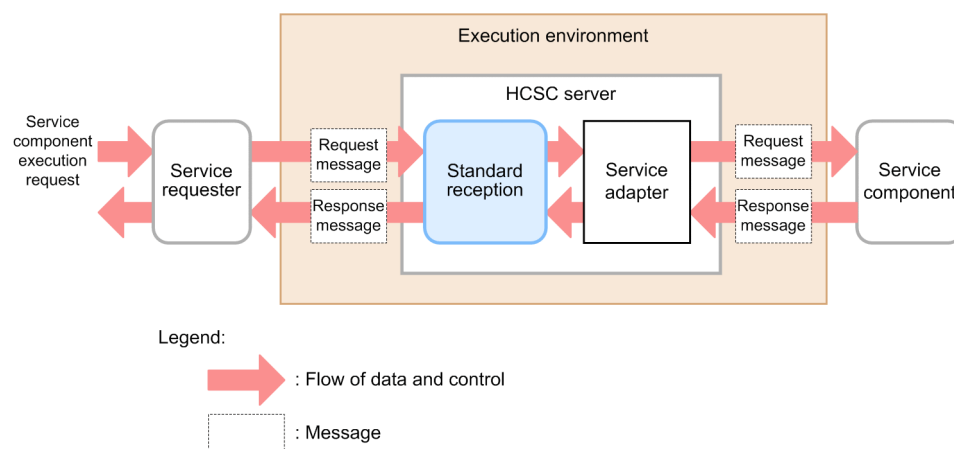 Execution environment
HCSC server
Service
component
execution
request
Service
requester
Request
message
Response
message
Standard
reception
Service
adapter
Request
message
Response
message
Service
component
Legend:
: Flow of data and control
: Message